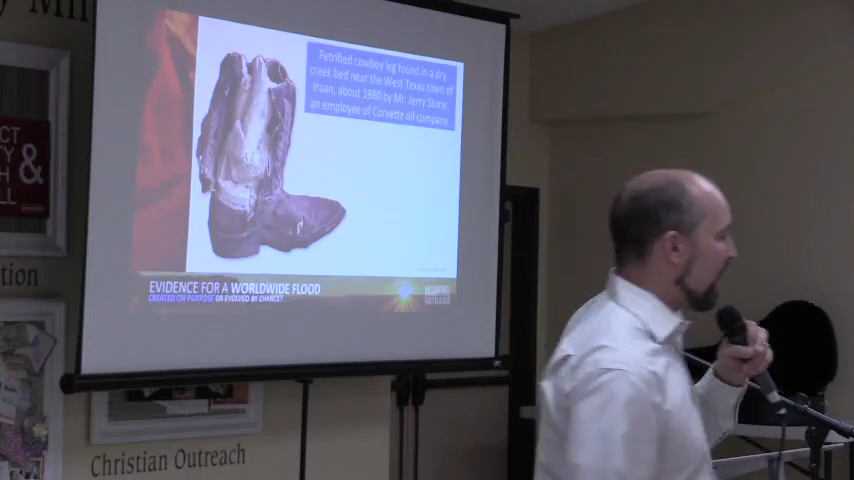 Petrified cowboy leg found in a dry
creek bed near the West Texas town of
Iraan, about 1980 by Mr. Jerry Stone,
an employee of Corvette oil company
EVIDENCE FOR A WORLDWIDE FLOOD
CREATED ON PURPOSE OR EVOLVED BY CHANCE?
&
Christian Outreach